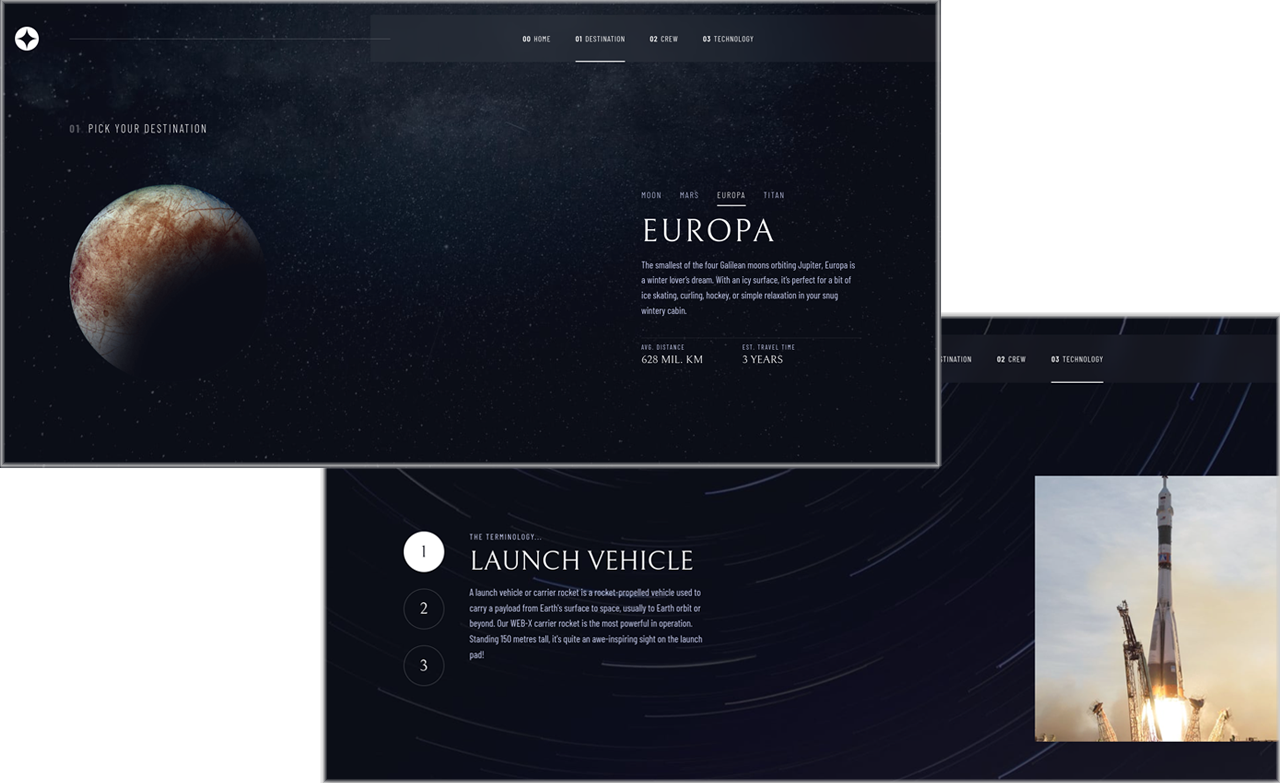 00 HOME 01 DESTINATION 02 CREW 03 TECHNOLOGY
01 PICK YOUR DESTINATION
MOON MARS EUROPA TITAN
EUROPA
The smallest of the four Galilean moons orbiting Jupiter, Europa is
a winter lover's dream. With an icy surface, it's perfect for a bit of
ice skating, curling, hockey, or simple relaxation in your snug
wintery cabin.
AVG. DISTANCE EST. TRAVEL TIME
628 MIL. KM 3 YEARS
STINATION 02 CREW 03 TECHNOLOGY
1
THE TERMINOLOGY...
LAUNCH VEHICLE
A launch vehicle or carrier rocket is a rocket-propelled vehicle used to
carry a payload from Earth's surface to space, usually to Earth orbit or
beyond. Our WEB-X carrier rocket is the most powerful in operation.
Standing 150 metres tall, it's quite an awe-inspiring sight on the launch
pad!
2
3